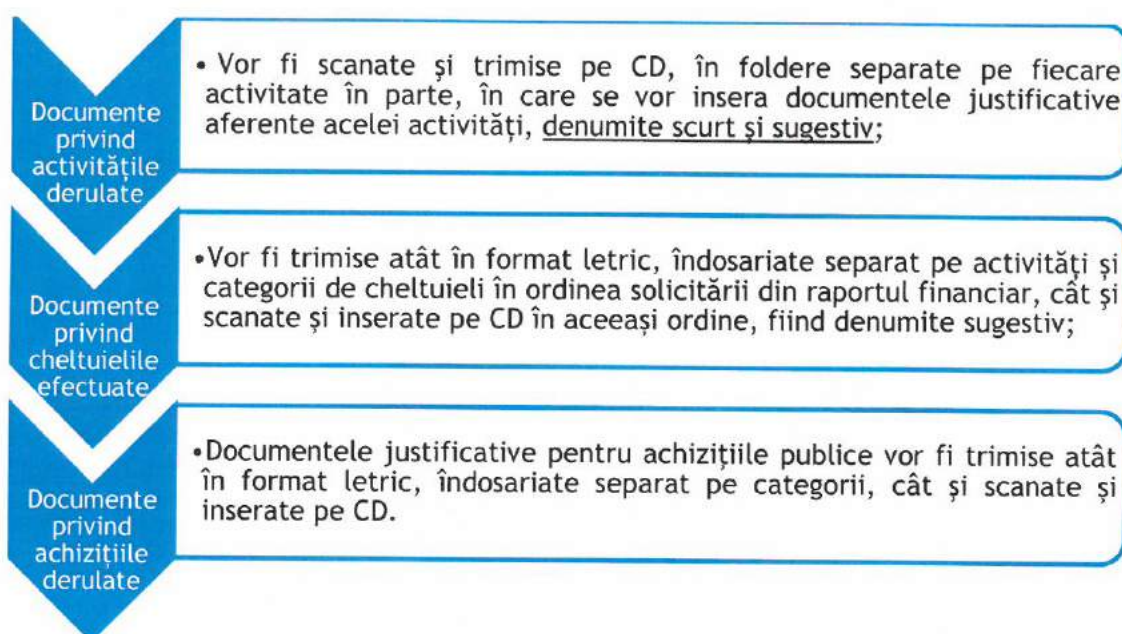 Documente
privind
activitățile
derulate
• Vor fi scanate și trimise pe CD, în foldere separate pe fiecare
activitate în parte, în care se vor insera documentele justificative
aferente acelei activități, denumite scurt și sugestiv;
Documente
privind
cheltuielile
efectuate
•Vor fi trimise atât în format letric, îndosariate separat pe activități și
categorii de cheltuieli în ordinea solicitării din raportul financiar, cât și
scanate și inserate pe CD în aceeași ordine, fiind denumite sugestiv;
Documente
privind
achizițiile
derulate
•Documentele justificative pentru achizițiile publice vor fi trimise atât
în format letric, îndosariate separat pe categorii, cât și scanate și
inserate pe CD.